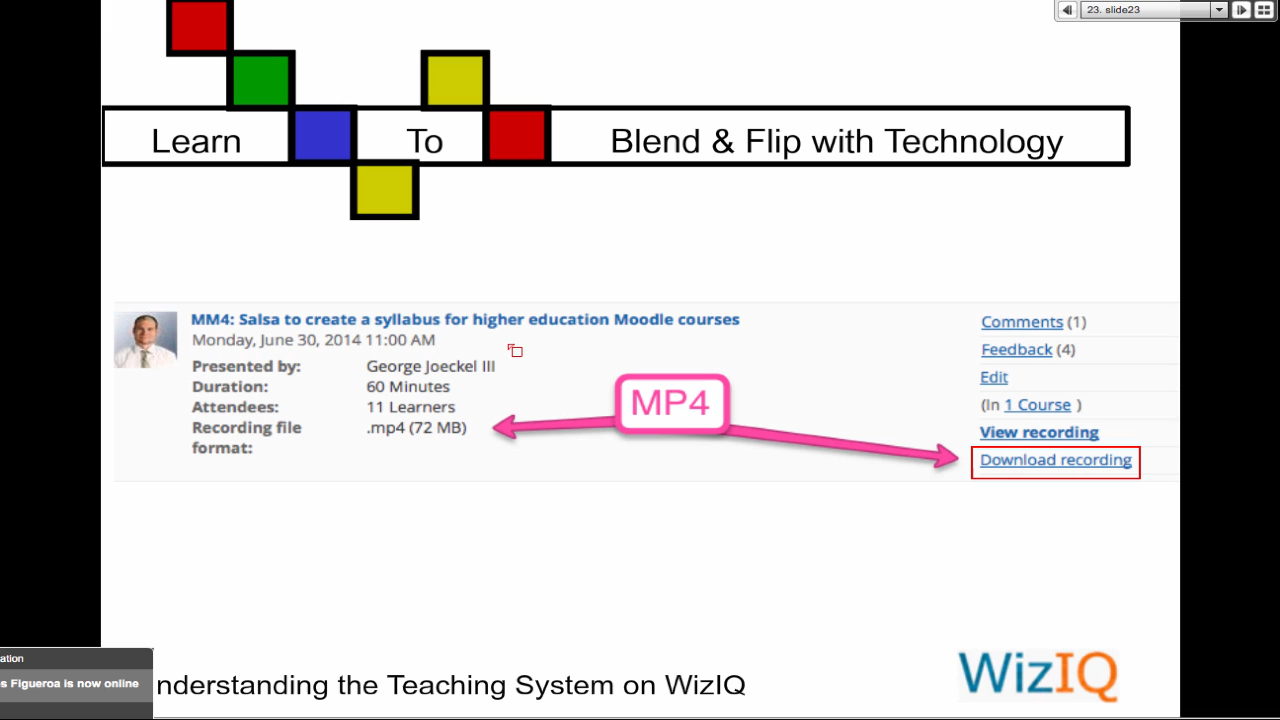 23. slide23
Learn To Blend & Flip with Technology
MM4: Salsa to create a syllabus for higher education Moodle courses
Monday, June 30, 2014 11:00 AM
Presented by: George Joeckel III
Duration: 60 Minutes
Attendees: 11 Learners
Recording file format: .mp4 (72 MB)
MP4
Comments (1)
Feedback (4)
Edit
(In 1 Course )
View recording
Download recording
ation
s Figueroa is now online
nderstanding the Teaching System on WizIQ
WizIQ